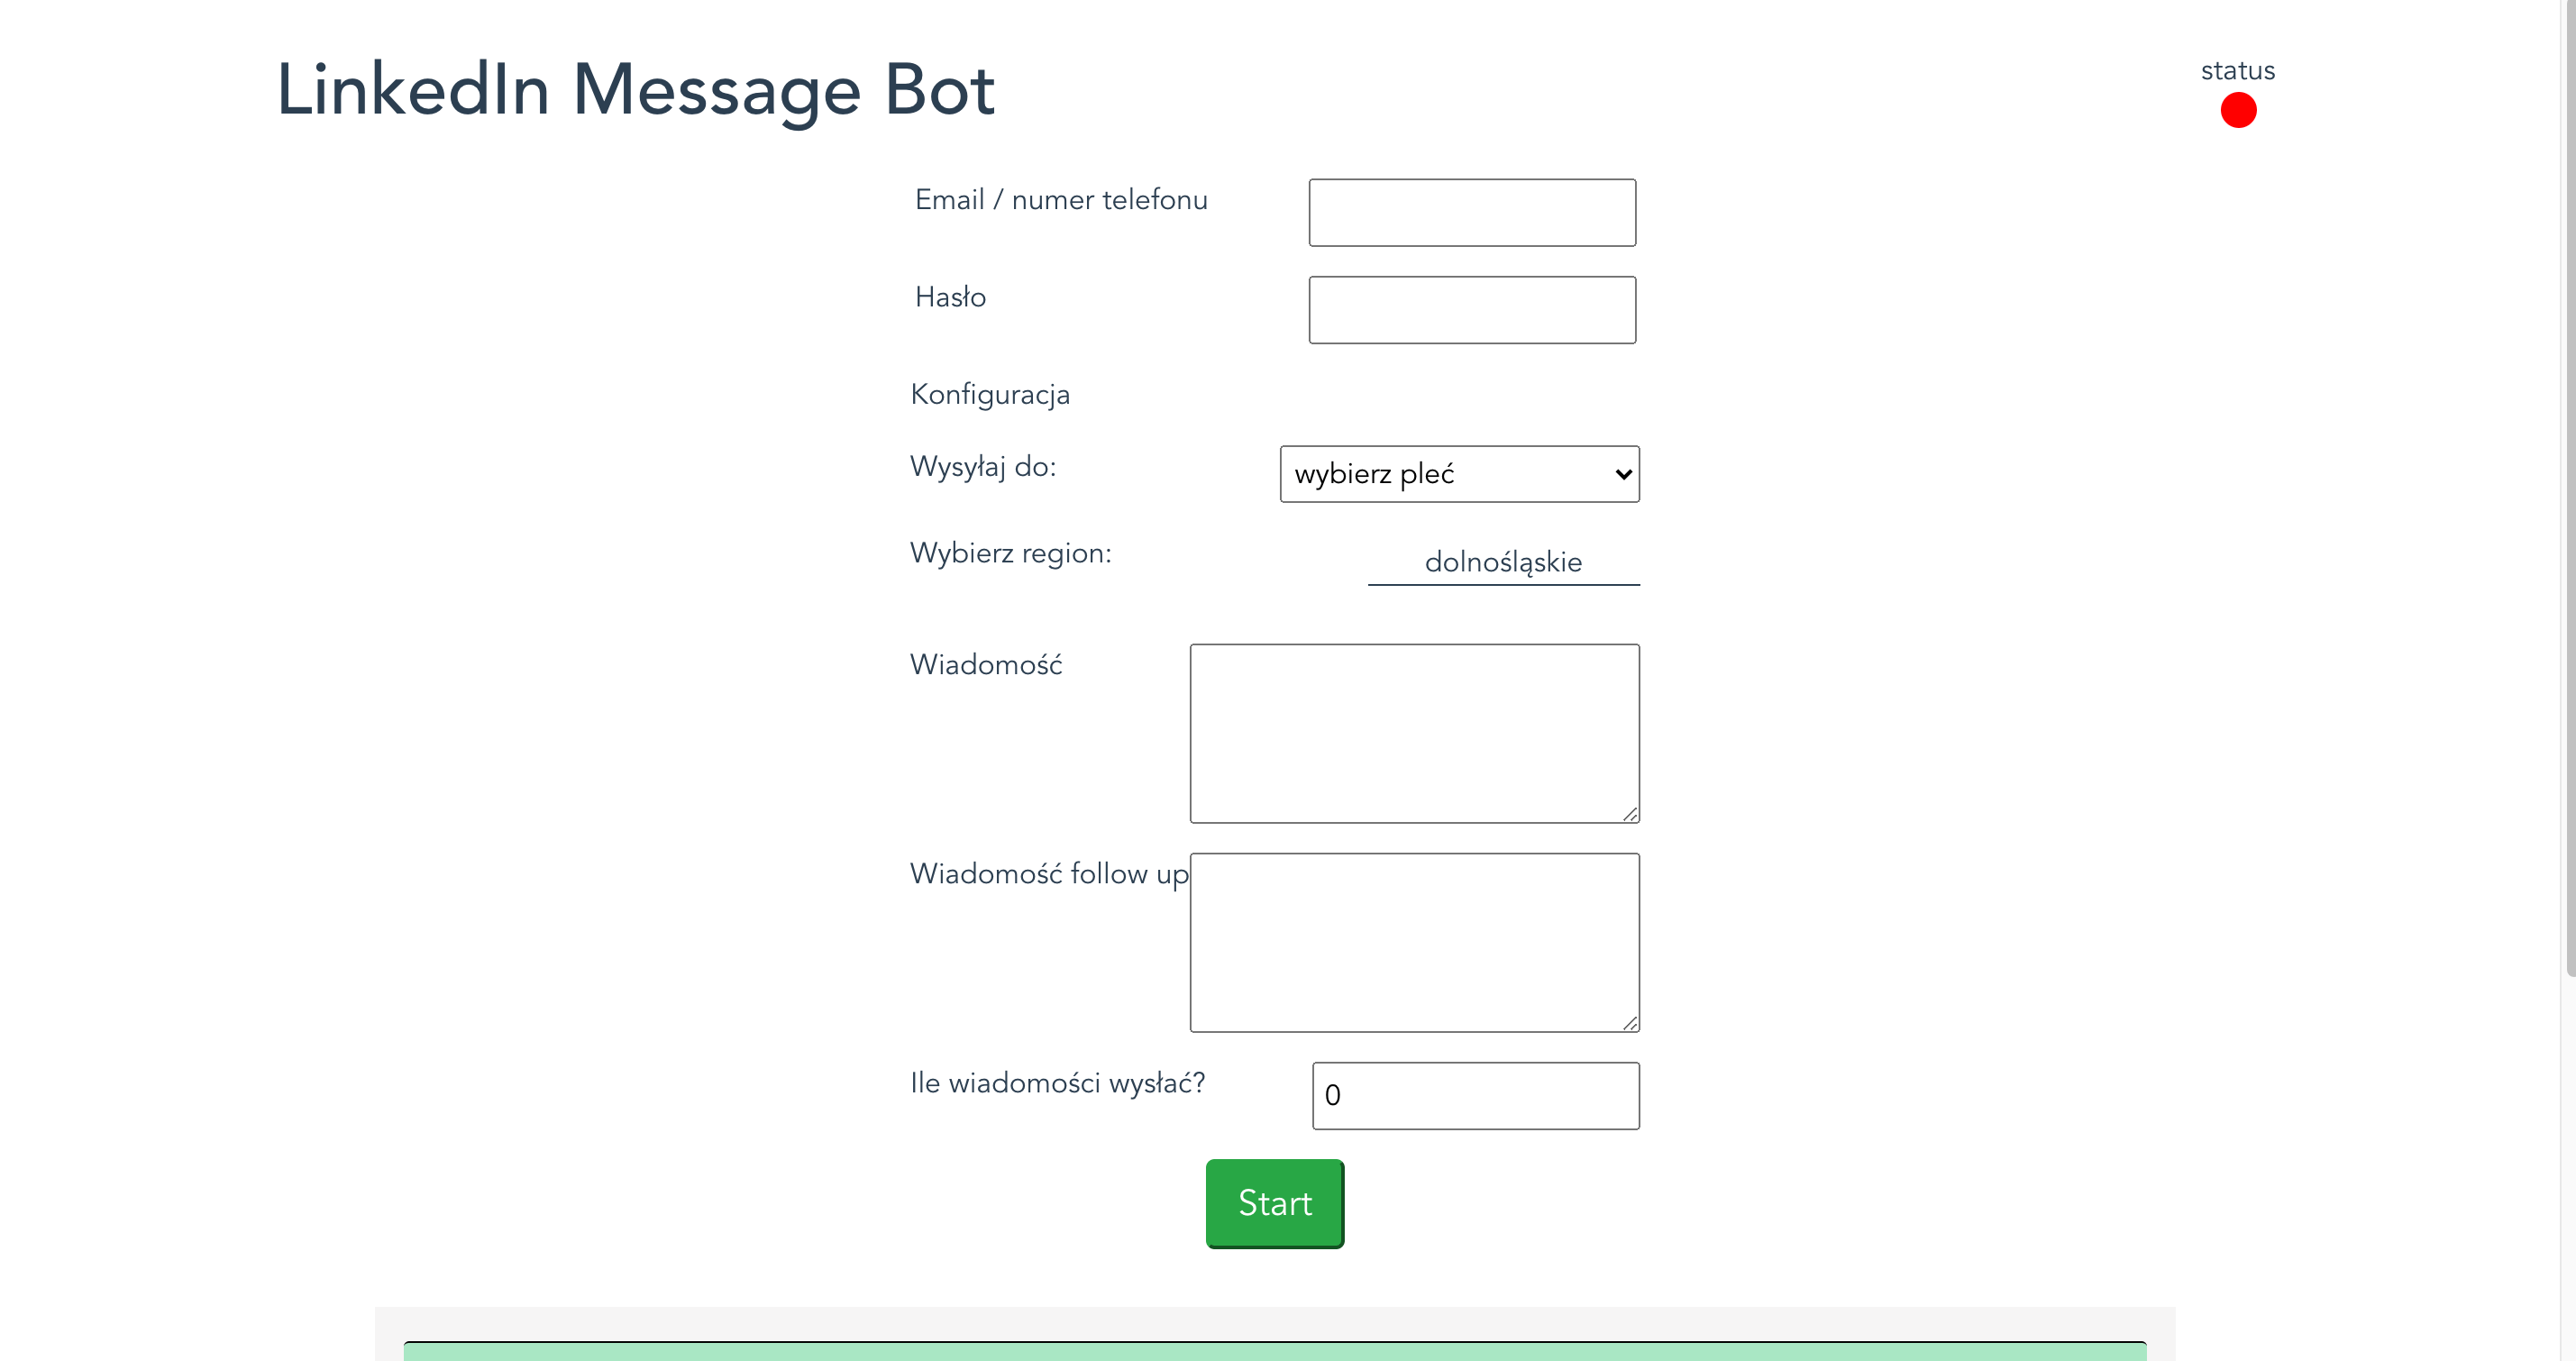 LinkedIn Message Bot
status
Email / numer telefonu
Hasło
Konfiguracja
Wysyłaj do:
wybierz pleć
Wybierz region:
dolnośląskie
Wiadomość
Wiadomość follow up
Ile wiadomości wysłać?
0
Start